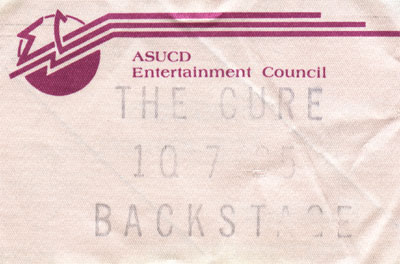 ASUCD
Entertainment Council
THE CURE
10 7 85
BACKSTAGE